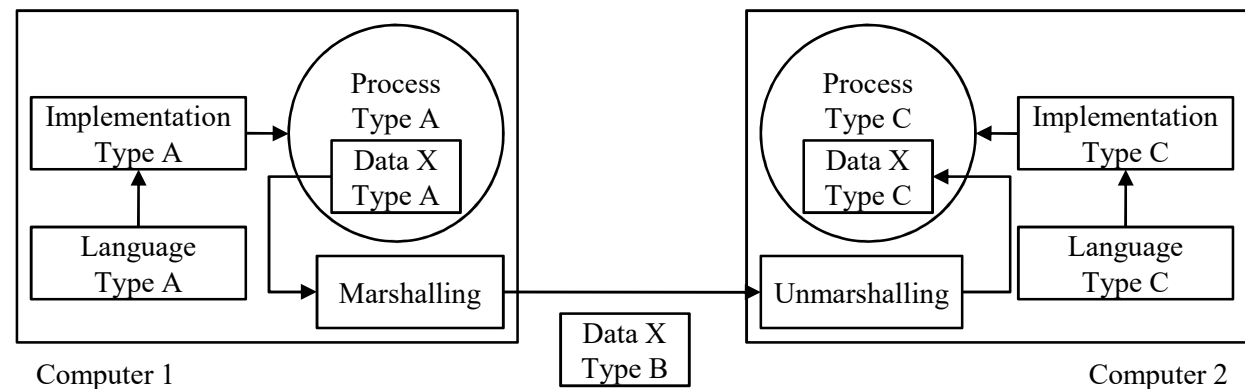 Process
Type A
Implementation
Type A
Data X
Type A
Language
Type A
Marshalling
Computer 1
Data X
Type B
Process
Type C
Implementation
Type C
Data X
Type C
Language
Type C
Unmarshalling
Computer 2